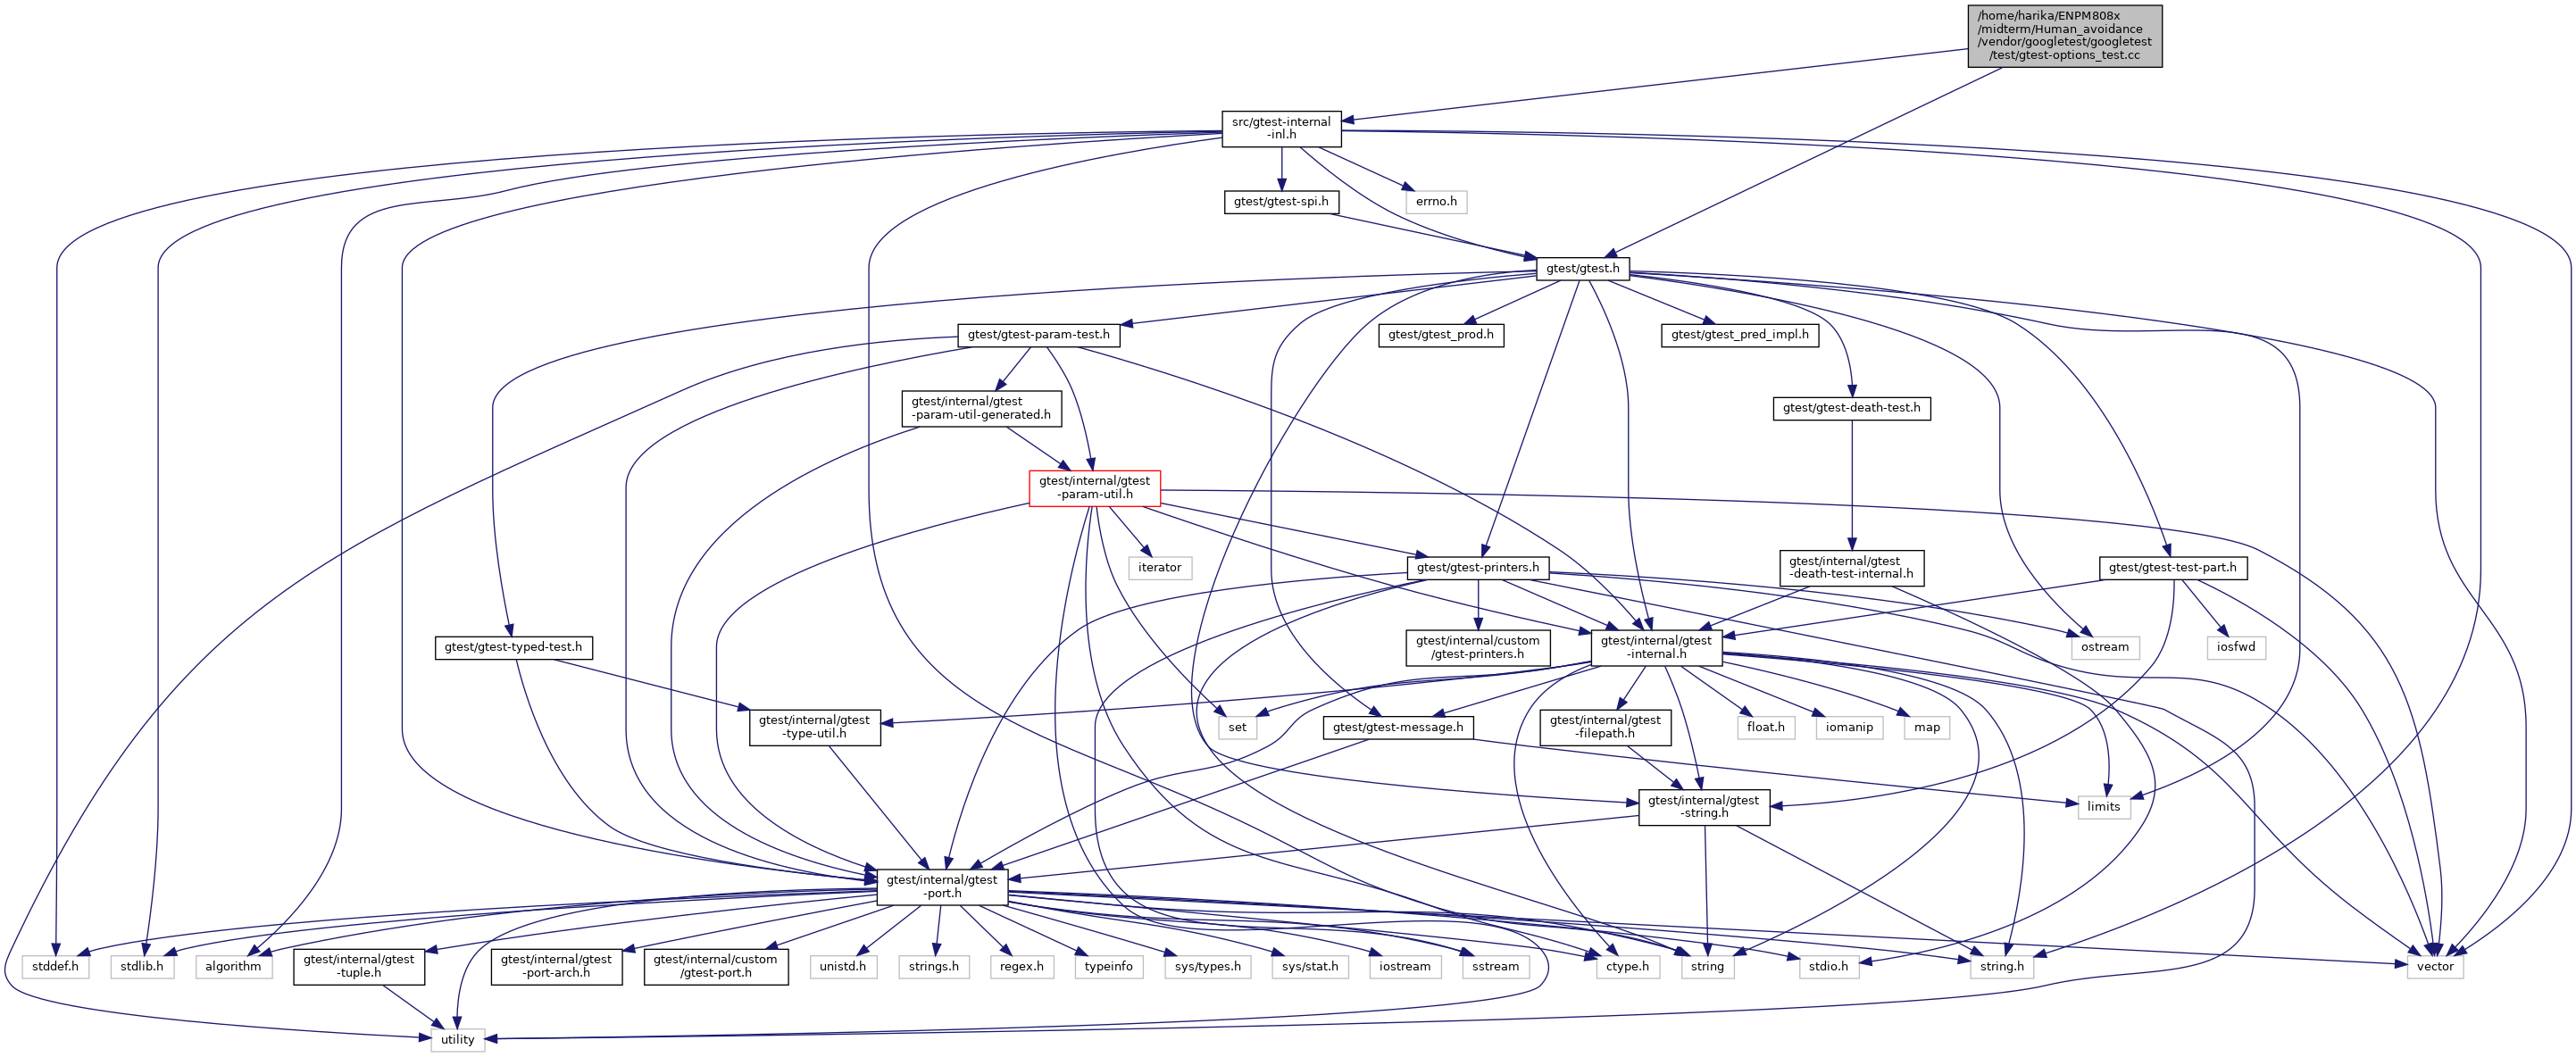 /home/harika/ENPM808x
/midterm/Human_avoidance
/vendor/googletest/googletest
/test/gtest-options_test.cc
src/gtest-internal
-inl.h
gtest/gtest-spi.h
errno.h
gtest/gtest.h
gtest/gtest-param-test.h
gtest/gtest_prod.h
gtest/gtest_pred_impl.h
gtest/internal/gtest
-param-util-generated.h
gtest/gtest-death-test.h
gtest/internal/gtest
-param-util.h
iterator
gtest/gtest-printers.h
gtest/internal/gtest
-death-test-internal.h
gtest/gtest-test-part.h
gtest/gtest-typed-test.h
gtest/internal/custom
/gtest-printers.h
gtest/internal/gtest
-internal.h
ostream
iosfwd
gtest/internal/gtest
-type-util.h
set
gtest/gtest-message.h
gtest/internal/gtest
-filepath.h
float.h
iomanip
map
gtest/internal/gtest
-string.h
limits
gtest/internal/gtest
-port.h
stddef.h
stdlib.h
algorithm
gtest/internal/gtest
-tuple.h
gtest/internal/gtest
-port-arch.h
gtest/internal/custom
/gtest-port.h
unistd.h
strings.h
regex.h
typeinfo
sys/types.h
sys/stat.h
iostream
sstream
ctype.h
string
stdio.h
string.h
vector
utility